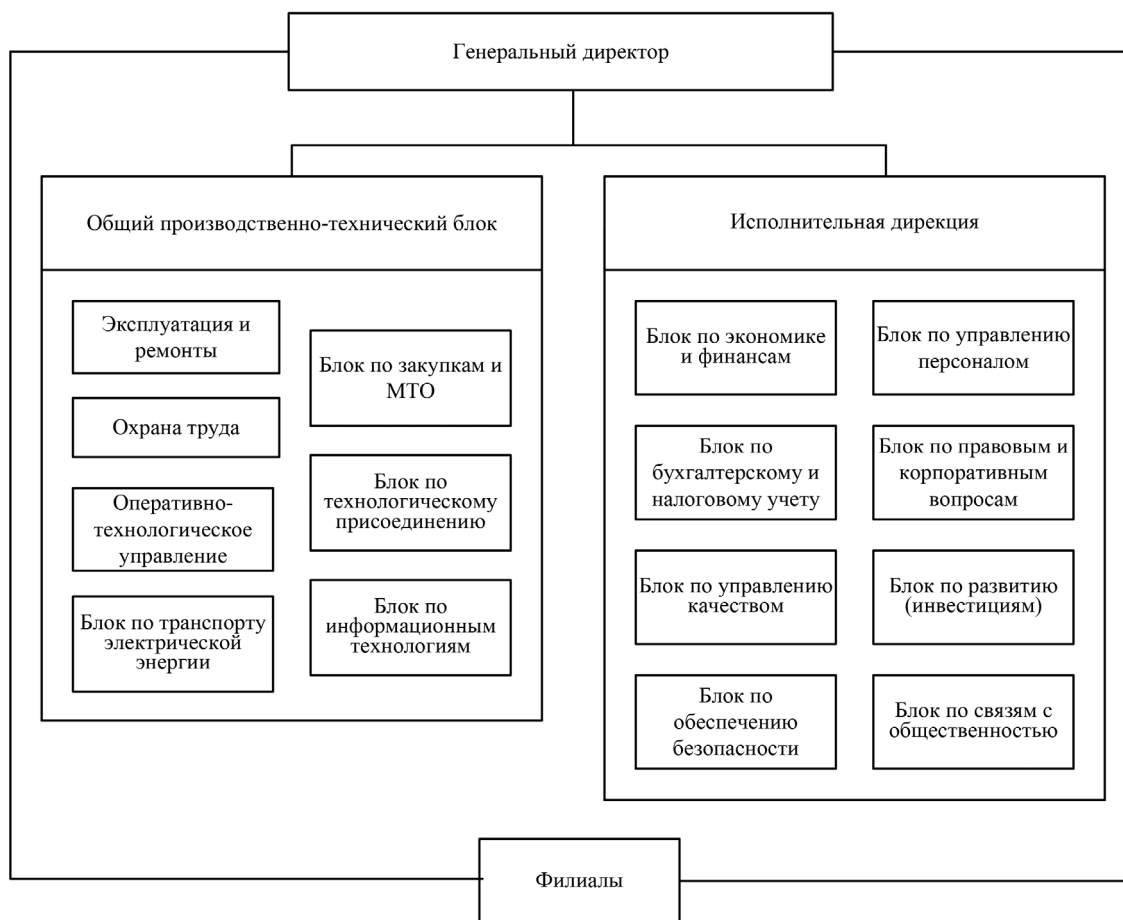 Генеральный директор
Общий производственно-технический блок
Эксплуатация и
ремонты
Охрана труда
Оперативно-
технологическое
управление
Блок по транспорту
электрической
энергии
Блок по закупкам и
МТО
Блок по
технологическому
присоединению
Блок по
информационным
технологиям
Исполнительная дирекция
Блок по экономике
и финансам
Блок по
бухгалтерскому и
налоговому учету
Блок по управлению
качеством
Блок по
обеспечению
безопасности
Блок по управлению
персоналом
Блок по правовым и
корпоративным
вопросам
Блок по развитию
(инвестициям)
Блок по связям с
общественностью
Филиалы